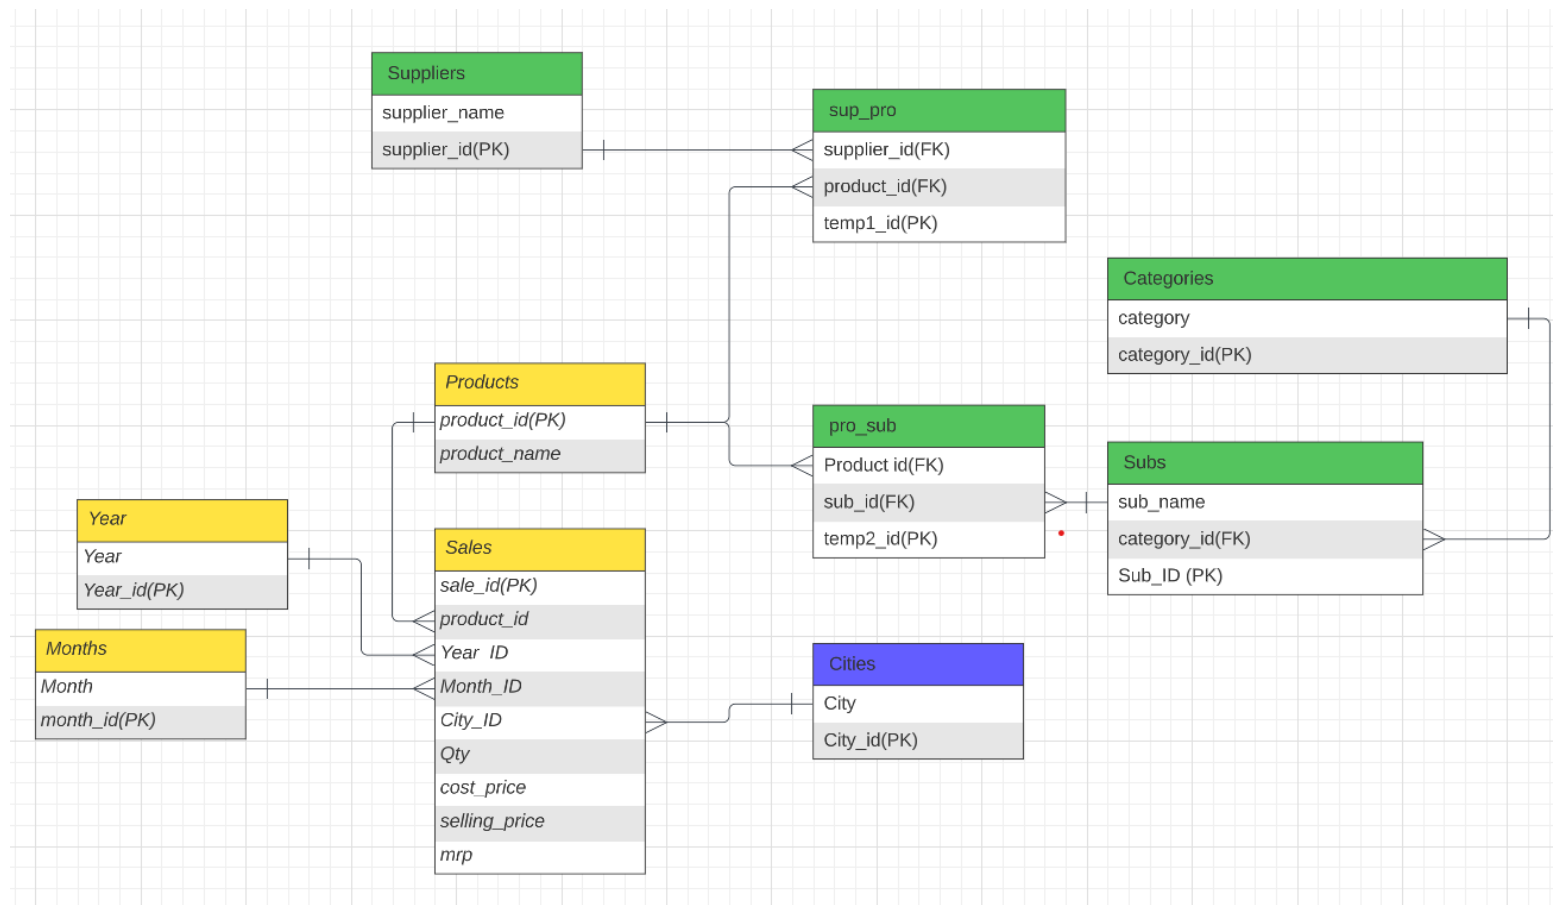 Suppliers
supplier_name
supplier_id(PK)
sup_pro
supplier_id(FK)
product_id(FK)
temp1_id(PK)
Categories
category
category_id(PK)
Products
product_id(PK)
product_name
pro_sub
Product id(FK)
sub_id(FK)
temp2_id(PK)
Subs
sub_name
category_id(FK)
Sub_ID (PK)
Year
Year
Year_id(PK)
Months
Month
month_id(PK)
Sales
sale_id(PK)
product_id
Year  ID
Month_ID
City_ID
Qty
cost_price
selling_price
mrp
Cities
City
City_id(PK)